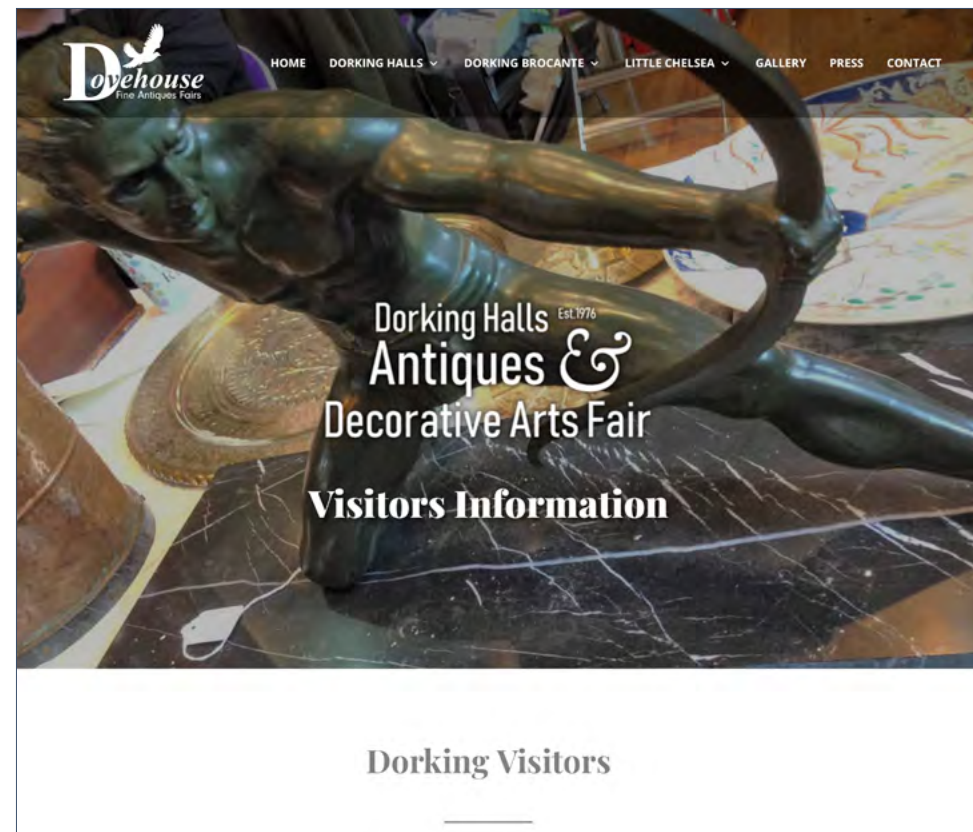 Dovehouse
Fine Antiques Fairs
HOME DORKING HALLS DORKING BROCANTE LITTLE CHELSEA GALLERY PRESS CONTACT
Dorking Halls Est.1976
Antiques &
Decorative Arts Fair
Visitors Information
Dorking Visitors